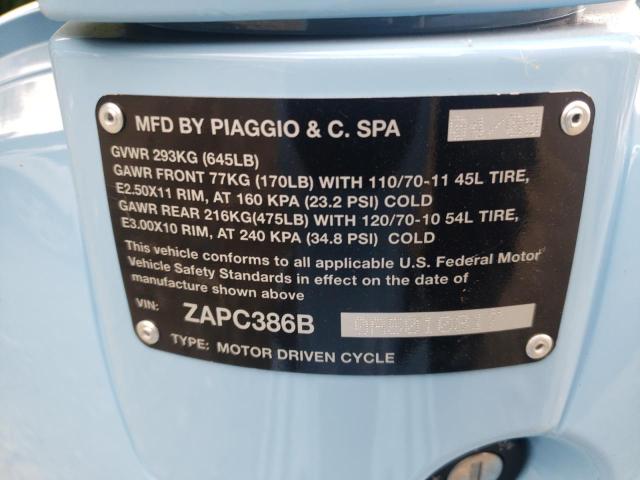 MFD BY PIAGGIO & C. SPA
GVWR 293KG (645LB)
GAWR FRONT 77KG (170LB) WITH 110/70-11 45L TIRE,
E2.50X11 RIM, AT 160 KPA (23.2 PSI) COLD
GAWR REAR 216KG(475LB) WITH 120/70-10 54L TIRE,
E3.00X10 RIM, AT 240 KPA (34.8 PSI) COLD
This vehicle conforms to all applicable U.S. Federal Motor
Vehicle Safety Standards in effect on the date of
manufacture shown above
VIN: ZAPC386B
TYPE: MOTOR DRIVEN CYCLE